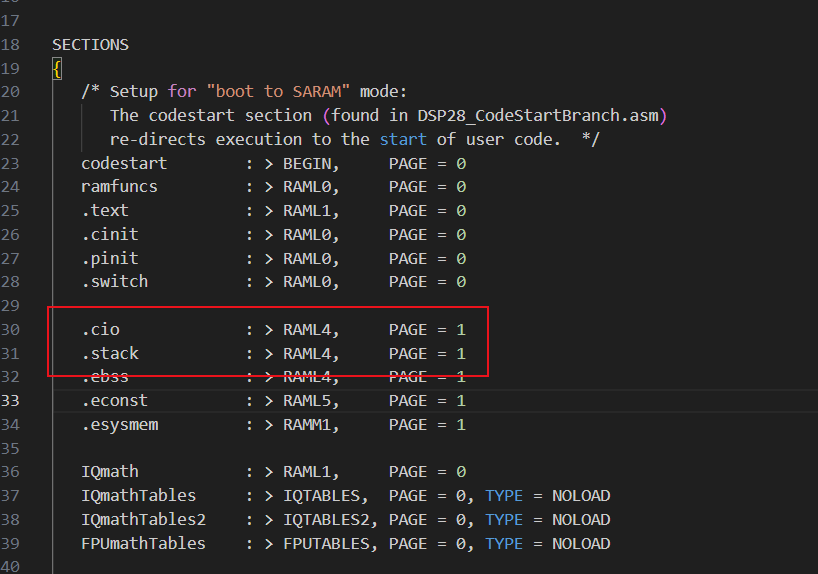 17
18 SECTIONS
19 {
20 /* Setup for "boot to SARAM" mode:
21 The codestart section (found in DSP28_CodeStartBranch.asm)
22 re-directs execution to the start of user code. */
23 codestart : > BEGIN, PAGE = 0
24 ramfuncs : > RAML0, PAGE = 0
25 .text : > RAML1, PAGE = 0
26 .cinit : > RAML0, PAGE = 0
27 .pinit : > RAML0, PAGE = 0
28 .switch : > RAML0, PAGE = 0
29
30 .cio : > RAML4, PAGE = 1
31 .stack : > RAML4, PAGE = 1
32 .ebss : > RAML4, PAGE = 1
33 .econst : > RAML5, PAGE = 1
34 .esysmem : > RAMM1, PAGE = 1
35
36 IQmath : > RAML1, PAGE = 0
37 IQmathTables : > IQTABLES, PAGE = 0, TYPE = NOLOAD
38 IQmathTables2 : > IQTABLES2, PAGE = 0, TYPE = NOLOAD
39 FPUmathTables : > FPUTABLES, PAGE = 0, TYPE = NOLOAD
40